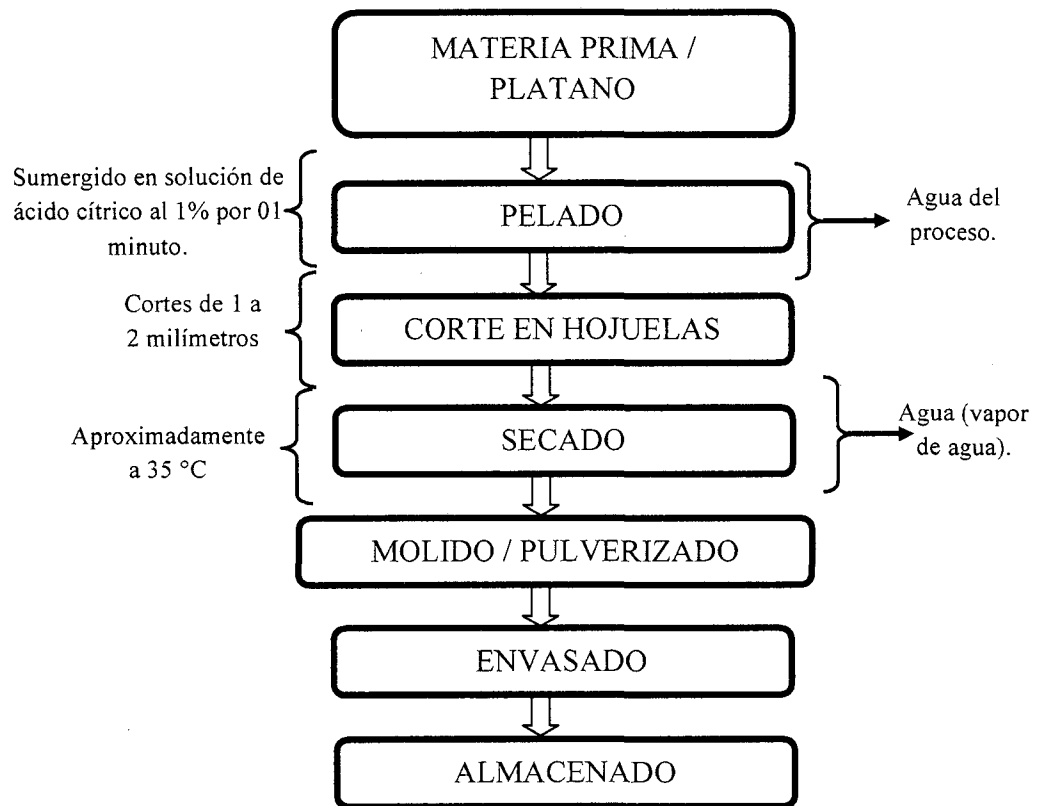 MATERIA PRIMA /
PLATANO
Sumergido en solución de
ácido cítrico al 1% por 01
minuto.
PELADO
Agua del
proceso.
Cortes de 1 a
2 milímetros
CORTE EN HOJUELAS
Aproximadamente
a 35 °C
SECADO
Agua (vapor
de agua).
MOLIDO / PULVERIZADO
ENVASADO
ALMACENADO